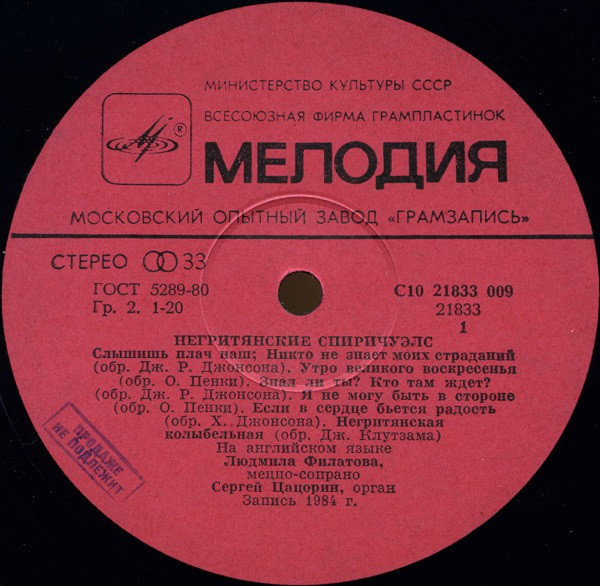 МИНИСТЕРСТВО КУЛЬТУРЫ СССР
ВСЕСОЮЗНАЯ ФИРМА ГРАМПЛАСТИНОК
®
МЕЛОДИЯ
МОСКОВСКИЙ ОПЫТНЫЙ ЗАВОД «ГРАМЗАПИСЬ»
СТЕРЕО 33
ГОСТ 5289-80
Гр. 2. 1-20
С10 21833 009
21833
1
НЕГРИТЯНСКИЕ СПИРИЧУЭЛС
Слышишь плач наш; Никто не знает моих страданий
(обр. Дж. Р. Джонсона). Утро великого воскресенья
(обр. О. Пенки). Знал ли ты? Кто там ждет?
(обр. Дж. Р. Джонсона). Я не могу быть в стороне
(обр. О. Пенки). Если в сердце бьется радость
(обр. Х. Джонсона). Негритянская
колыбельная (обр. Дж. Клутзама)
На английском языке
Людмила Филатова,
меццо-сопрано
Сергей Цацорин, орган
Запись 1984 г.
ПРОДАЖЕ
НЕ ПОДЛЕЖИТ